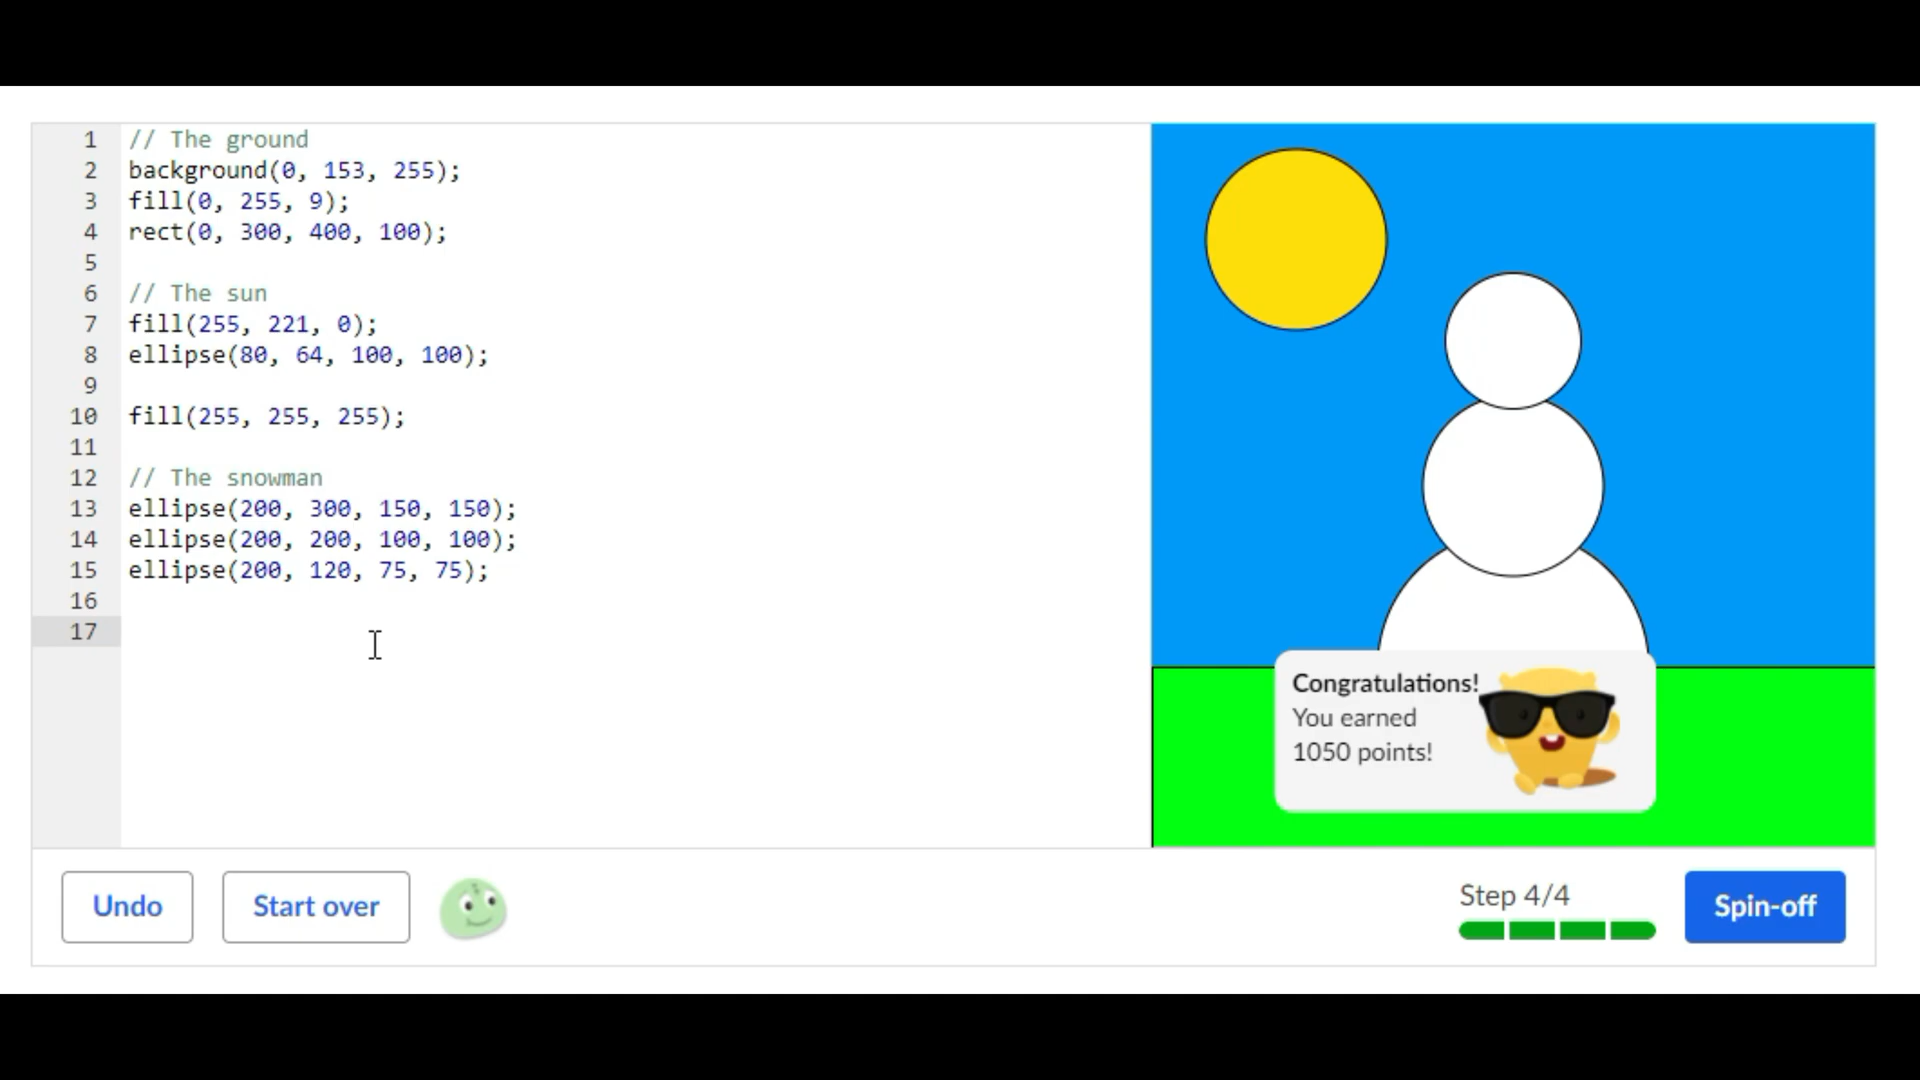 1 // The ground
2 background(0, 153, 255);
3 fill(0, 255, 9);
4 rect(0, 300, 400, 100);
5
6 // The sun
7 fill(255, 221, 0);
8 ellipse(80, 64, 100, 100);
9
10 fill(255, 255, 255);
11
12 // The snowman
13 ellipse(200, 300, 150, 150);
14 ellipse(200, 200, 100, 100);
15 ellipse(200, 120, 75, 75);
16
17
Congratulations!
You earned
1050 points!
Undo
Start over
Step 4/4
Spin-off